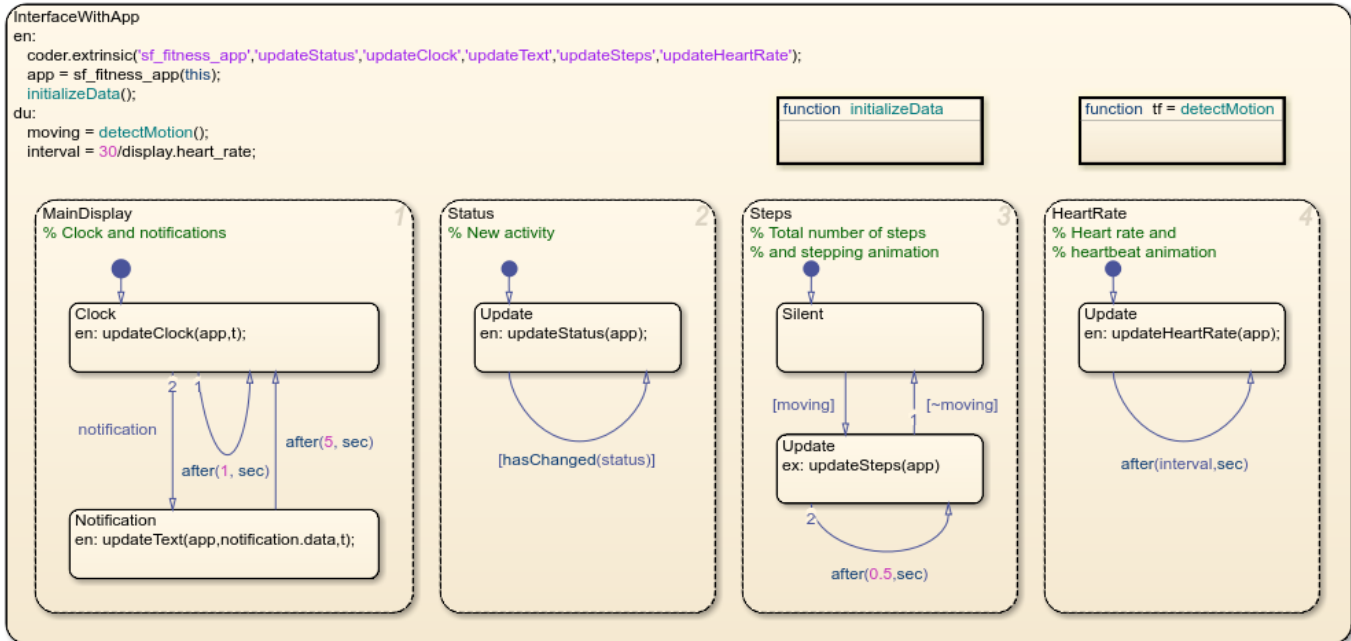 InterfaceWithApp
en:
coder.extrinsic('sf_fitness_app','updateStatus','updateClock','updateText','updateSteps','updateHeartRate');
app = sf_fitness_app(this);
initializeData();
du:
moving = detectMotion();
interval = 30/display.heart_rate;
function initializeData
function tf = detectMotion
MainDisplay
1
% Clock and notifications
Clock
en: updateClock(app,t);
2
1
notification
after(1, sec)
after(5, sec)
Notification
en: updateText(app,notification.data,t);
Status
2
% New activity
Update
en: updateStatus(app);
[hasChanged(status)]
Steps
3
% Total number of steps
% and stepping animation
Silent
[moving]
[~moving]
1
Update
ex: updateSteps(app)
2
after(0.5,sec)
HeartRate
4
% Heart rate and
% heartbeat animation
Update
en: updateHeartRate(app);
after(interval,sec)